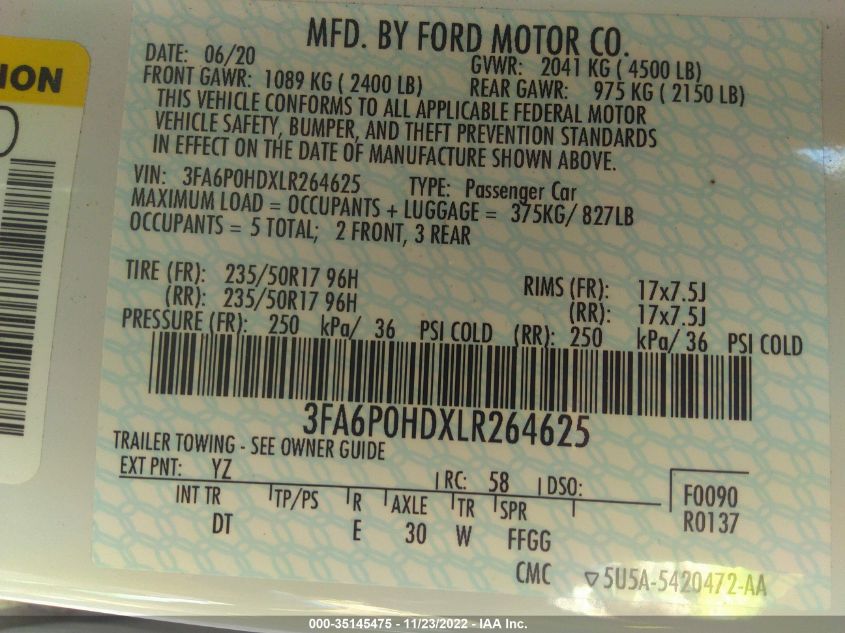 MFD. BY FORD MOTOR CO.
DATE: 06/20 GVWR: 2041 KG ( 4500 LB)
FRONT GAWR: 1089 KG ( 2400 LB) REAR GAWR: 975 KG ( 2150 LB)
THIS VEHICLE CONFORMS TO ALL APPLICABLE FEDERAL MOTOR
VEHICLE SAFETY, BUMPER, AND THEFT PREVENTION STANDARDS
IN EFFECT ON THE DATE OF MANUFACTURE SHOWN ABOVE.
VIN: 3FA6P0HDXLR264625 TYPE: Passenger Car
MAXIMUM LOAD = OCCUPANTS + LUGGAGE = 375KG/ 827LB
OCCUPANTS = 5 TOTAL; 2 FRONT, 3 REAR
TIRE (FR): 235/50R17 96H RIMS (FR): 17x7.5J
(RR): 235/50R17 96H (RR): 17x7.5J
PRESSURE (FR): 250 kPa/ 36 PSI COLD (RR): 250 kPa/ 36 PSI COLD
3FA6P0HDXLR264625
TRAILER TOWING - SEE OWNER GUIDE
EXT PNT: YZ RC: 58 DSO: F0090
INT TR TP/PS R AXLE TR SPR R0137
DT E 30 W FFGG
CMC ▽5U5A-5420472-AA
000-35145475 - 11/23/2022 - IAA Inc.